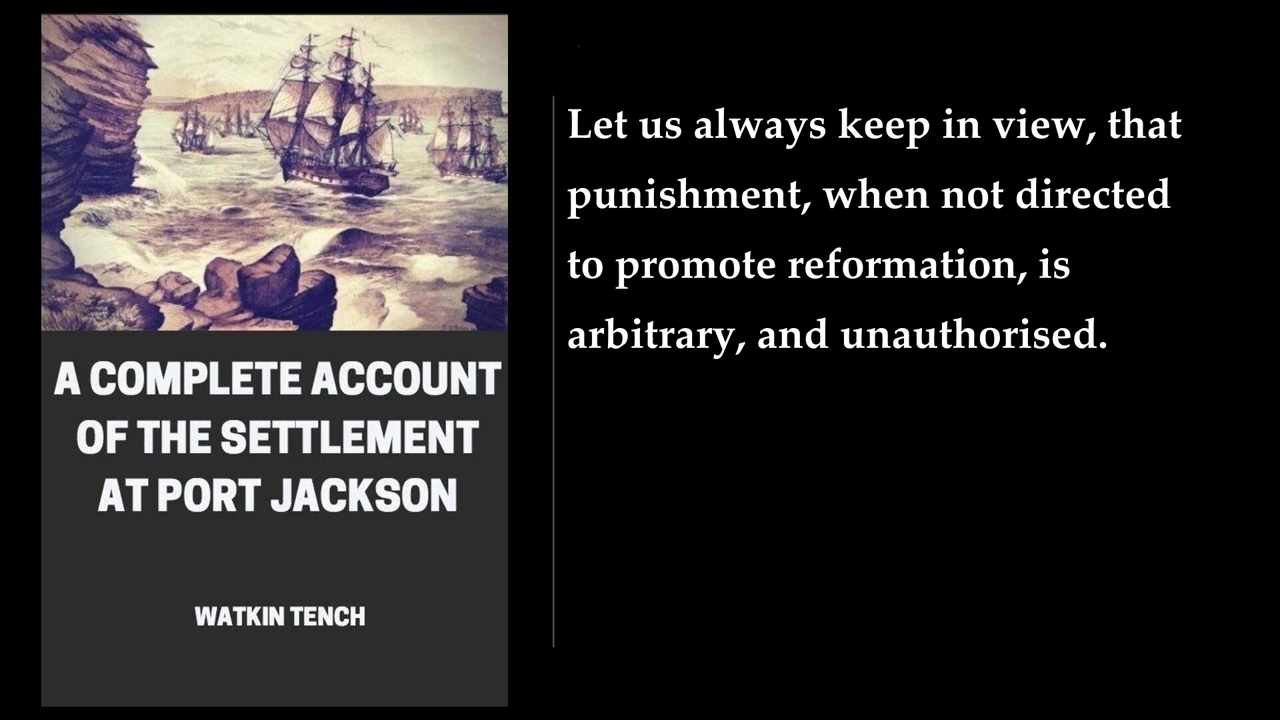 A COMPLETE ACCOUNT
OF THE SETTLEMENT
AT PORT JACKSON
WATKIN TENCH
Let us always keep in view, that
punishment, when not directed
to promote reformation, is
arbitrary, and unauthorised.